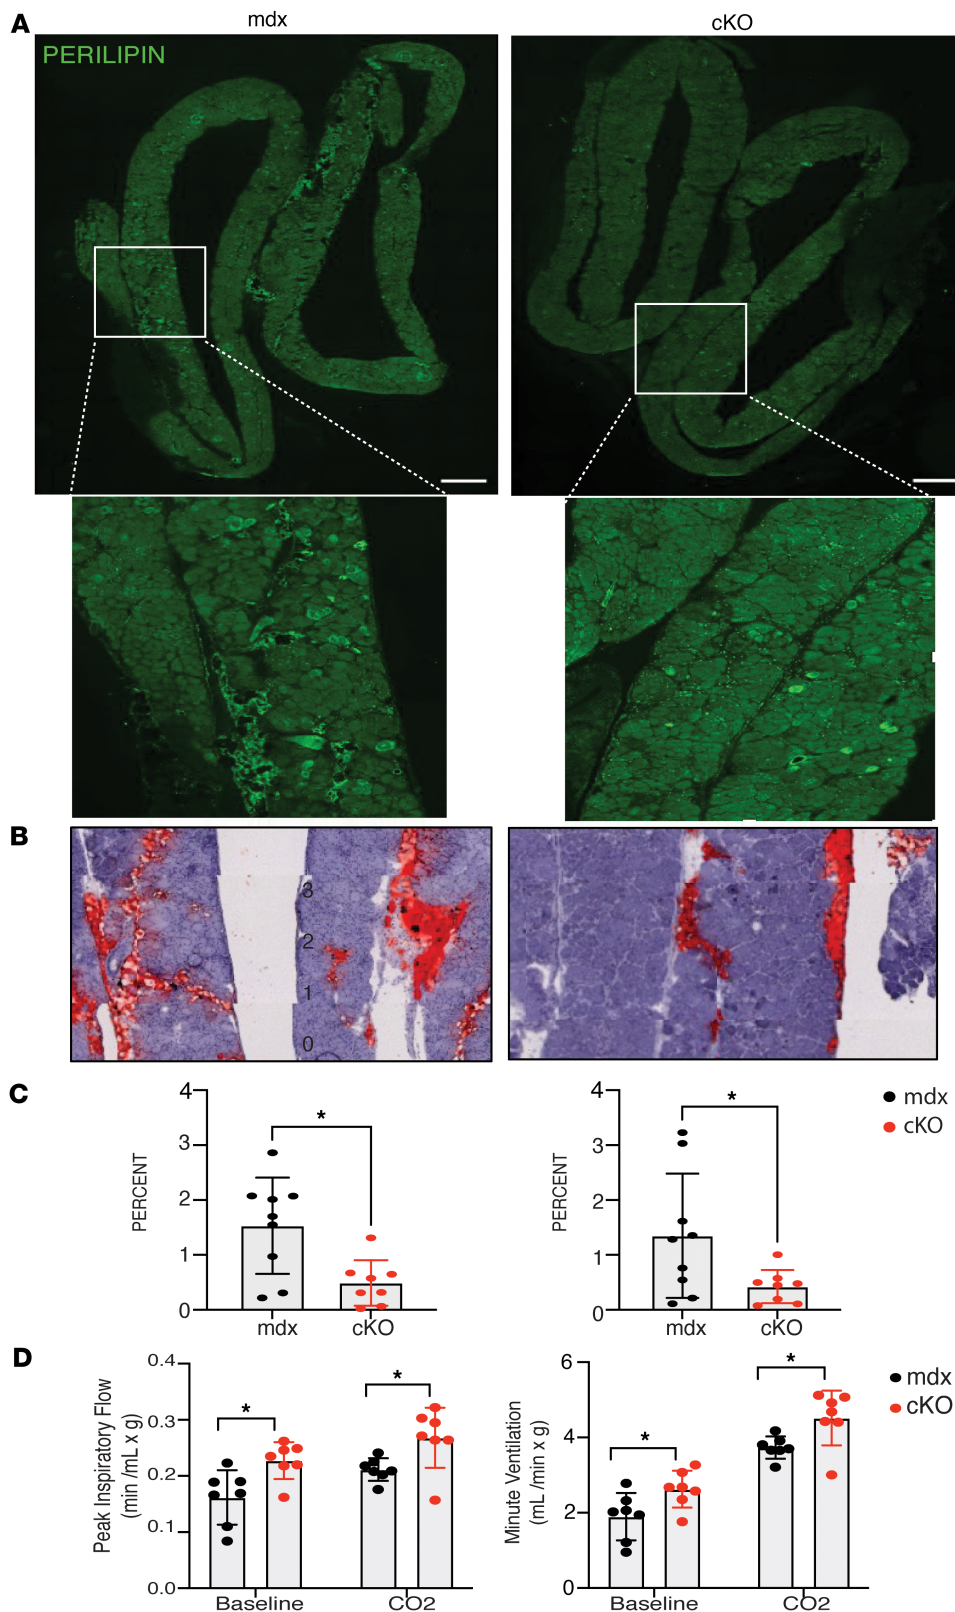 A
mdx
cKO
PERILIPIN
B
3
2
1
0
C
4
3
2
1
0
PERCENT
*
mdx
cKO
4
3
2
1
0
PERCENT
*
mdx
cKO
mdx
cKO
D
0.4
0.3
0.2
0.1
0.0
Peak Inspiratory Flow
(min /mL x g)
*
*
Baseline
CO2
6
4
2
0
Minute Ventilation
(mL /min x g)
*
*
Baseline
CO2
mdx
cKO